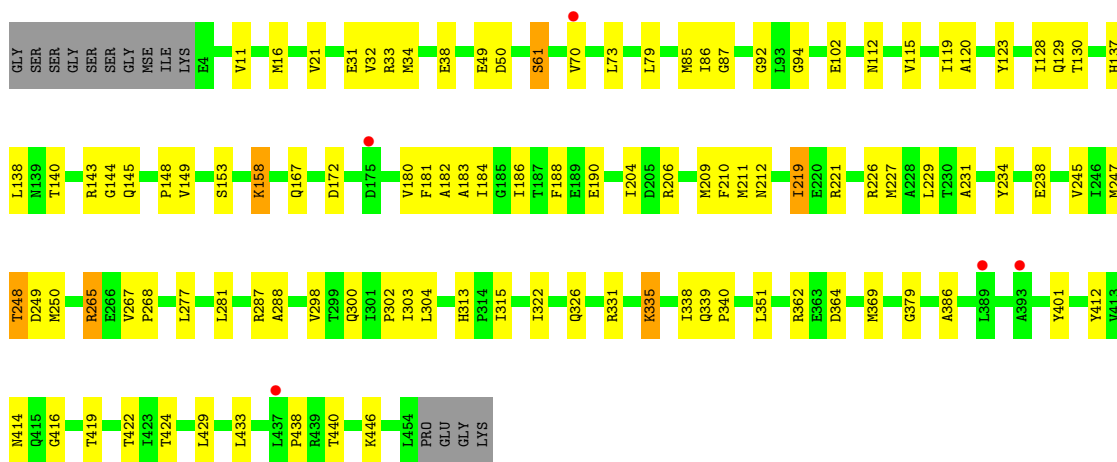 GLY SER SER GLY SER SER GLY MSE ILE LYS E4 V11 M16 V21 E31 V32 R33 M34 E38 E49 D50 S61 V70 L73 L79 M85 I86 G87 G92 L93 G94 E102 N112 V115 I119 A120 Y123 I128 Q129 T130 H137
L138 N139 T140 R143 G144 Q145 P148 V149 S153 K158 Q167 D172 D175 V180 F181 A182 A183 I184 G185 I186 T187 F188 E189 E190 I204 D205 R206 M209 F210 M211 N212 I219 E220 R221 R226 M227 A228 L229 T230 A231 Y234 E238 V245 I246 M247
T248 D249 M250 R265 E266 V267 P268 L277 L281 R287 A288 V298 T299 Q300 I301 P302 I303 L304 H313 P314 I315 I322 Q326 R331 K335 I338 Q339 P340 L351 R362 E363 D364 M369 G379 A386 L389 A393 Y401 Y412 V413
N414 Q415 G416 T419 T422 I423 T424 L429 L433 L437 P438 R439 T440 K446 L454 PRO GLU GLY LYS